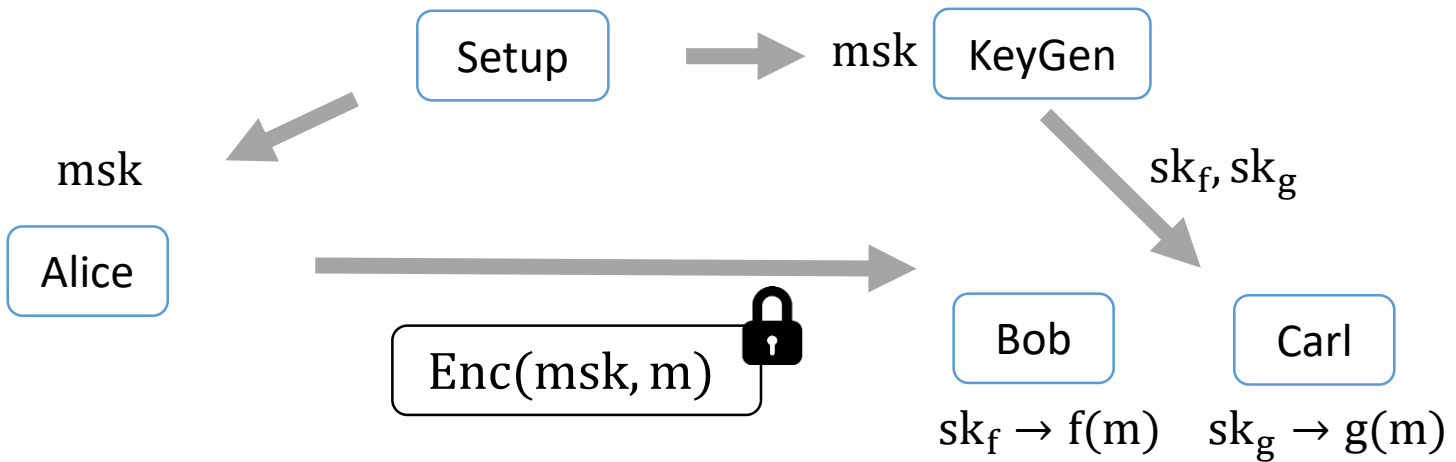 Setup
msk
KeyGen
msk
sk_f, sk_g
Alice
Enc(msk, m)
Bob
Carl
sk_f → f(m)
sk_g → g(m)